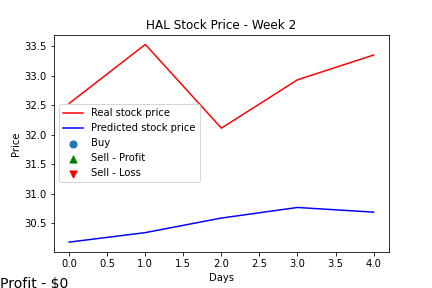 HAL Stock Price - Week 2
33.5
33.0
32.5
32.0
31.5
31.0
30.5
Price
Real stock price
Predicted stock price
Buy
Sell - Profit
Sell - Loss
0.0 0.5 1.0 1.5 2.0 2.5 3.0 3.5 4.0
Days
Profit - $0